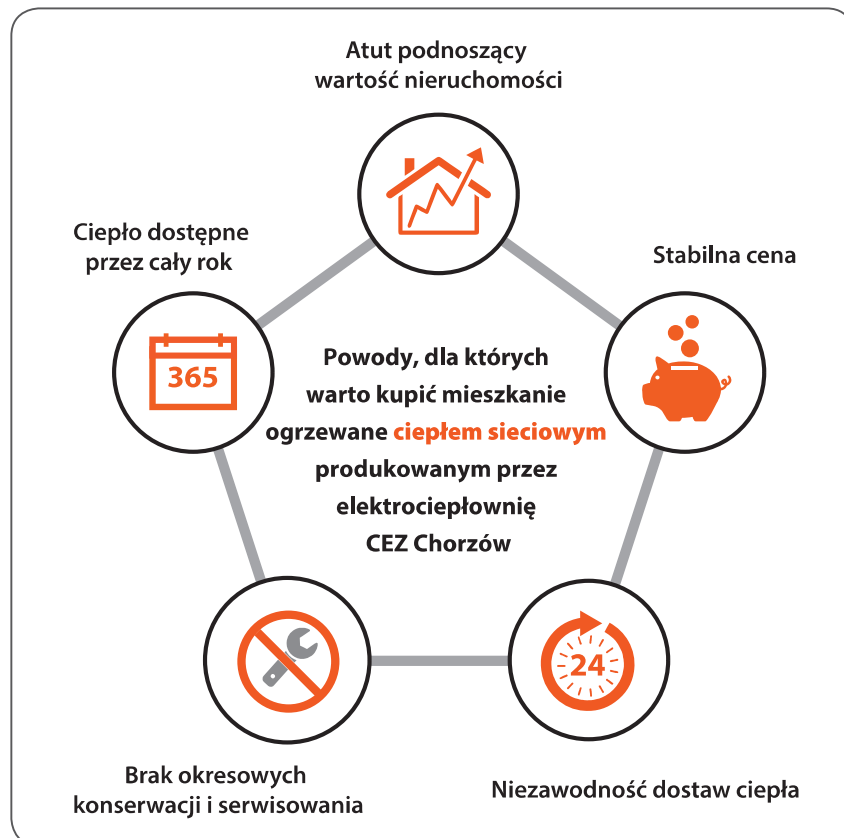 Atut podnoszący
wartość nieruchomości
Ciepło dostępne
przez cały rok
Stabilna cena
365
Powody, dla których
warto kupić mieszkanie
ogrzewane ciepłem sieciowym
produkowanym przez
elektrociepłownię
CEZ Chorzów
24
Brak okresowych
konserwacji i serwisowania
Niezawodność dostaw ciepła